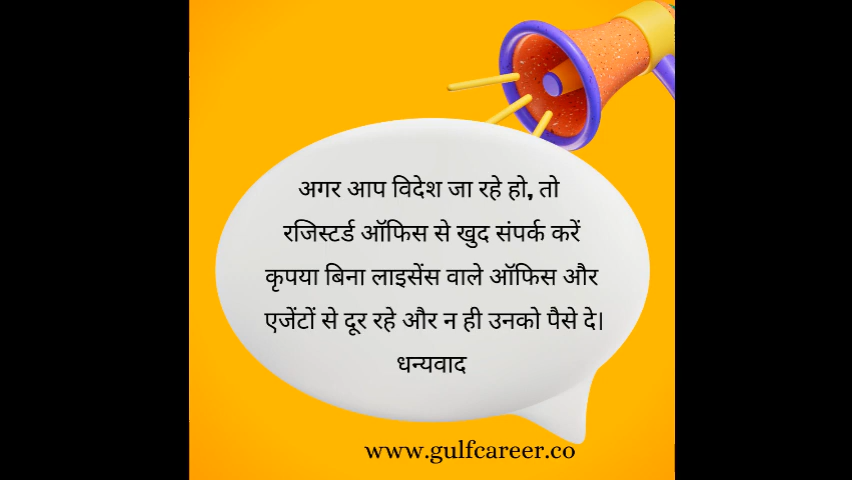 अगर आप विदेश जा रहे हो, तो
रजिस्टर्ड ऑफिस से खुद संपर्क करें
कृपया बिना लाइसेंस वाले ऑफिस और
एजेंटों से दूर रहे और न ही उनको पैसे दे।
धन्यवाद
www.gulfcareer.co